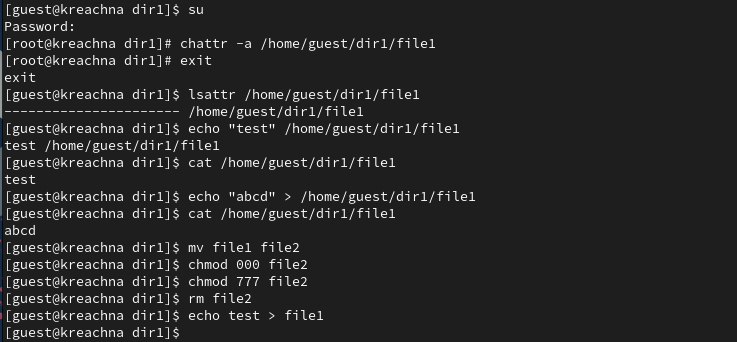 [guest@kreachna dir1]$ su
Password:
[root@kreachna dir1]# chattr -a /home/guest/dir1/file1
[root@kreachna dir1]# exit
exit
[guest@kreachna dir1]$ lsattr /home/guest/dir1/file1
---------------------- /home/guest/dir1/file1
[guest@kreachna dir1]$ echo "test" /home/guest/dir1/file1
test /home/guest/dir1/file1
[guest@kreachna dir1]$ cat /home/guest/dir1/file1
test
[guest@kreachna dir1]$ echo "abcd" > /home/guest/dir1/file1
[guest@kreachna dir1]$ cat /home/guest/dir1/file1
abcd
[guest@kreachna dir1]$ mv file1 file2
[guest@kreachna dir1]$ chmod 000 file2
[guest@kreachna dir1]$ chmod 777 file2
[guest@kreachna dir1]$ rm file2
[guest@kreachna dir1]$ echo test > file1
[guest@kreachna dir1]$